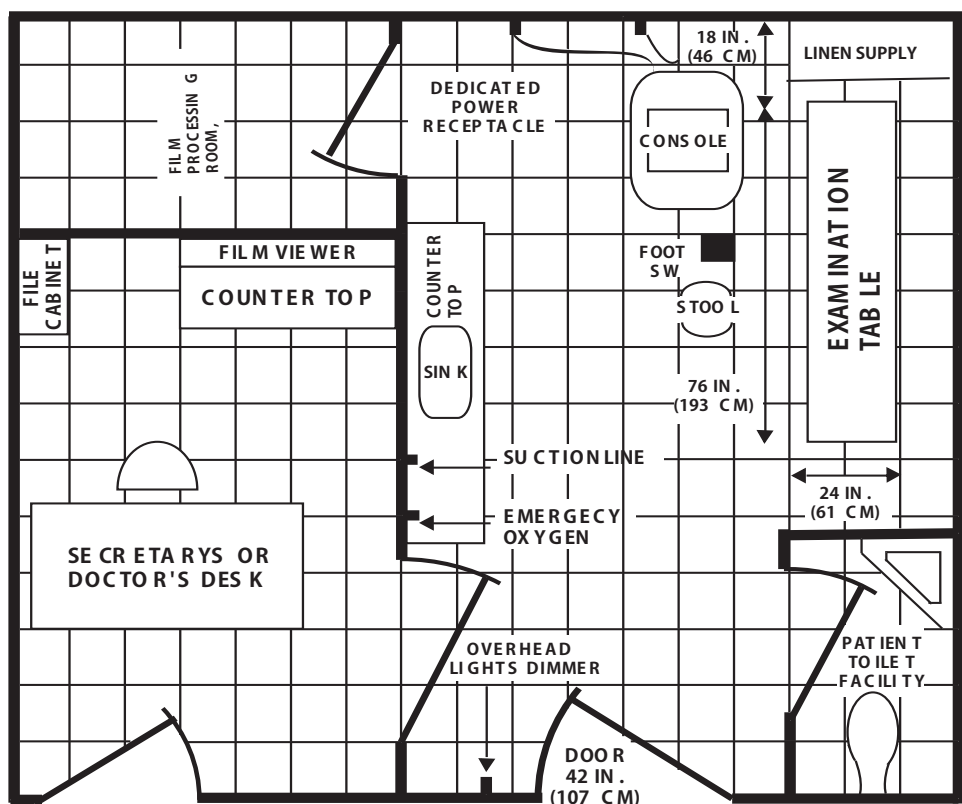 18 IN.
(46 CM)
LINEN SUPPLY
FILM
PROCESSING
ROOM,
DEDICATED
POWER
RECEPTACLE
CONSOLE
EXAMINATION
TABLE
FILE
CABINET
FILM VIEWER
COUNTER TOP
COUNTER
TOP
FOOT
SW
STOOL
SINK
76 IN.
(193 CM)
SUCTION LINE
24 IN.
(61 CM)
EMERGECY
OXYGEN
SECRETARYS OR
DOCTOR'S DESK
OVERHEAD
LIGHTS DIMMER
PATIENT
TOILET
FACILITY
DOOR
42 IN.
(107 CM)